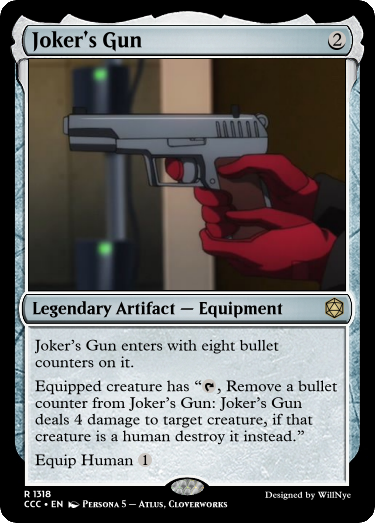 Joker's Gun 2
Legendary Artifact — Equipment
Joker's Gun enters with eight bullet
counters on it.
Equipped creature has “, Remove a bullet
counter from Joker's Gun: Joker's Gun
deals 4 damage to target creature, if that
creature is a human destroy it instead.”
Equip Human 1
R 1318
CCC • EN Persona 5 — Atlus, Cloverworks
Designed by WillNye